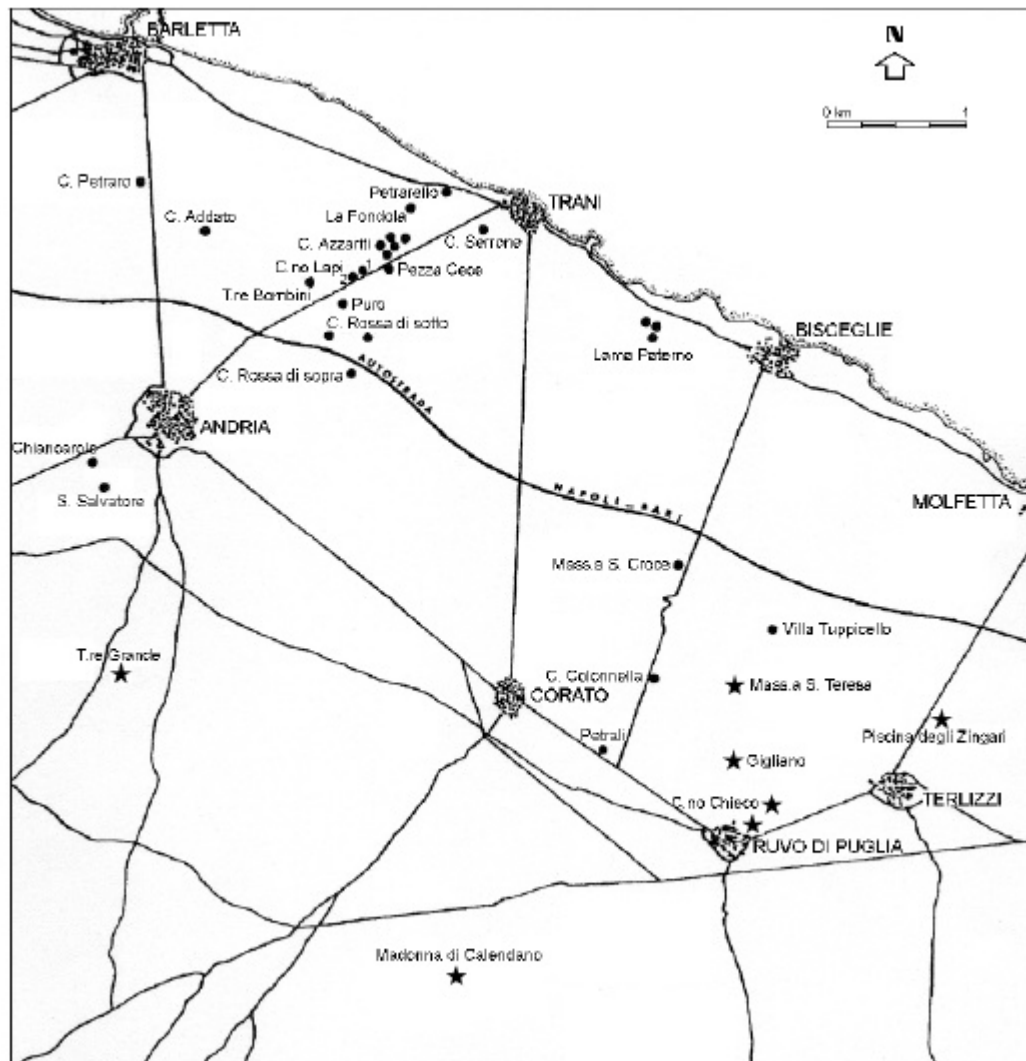 BARLETTA
N
0 km 1
C. Petraro
Petrarello
TRANI
C. Addato
La Fondola
C. Azzariti
C. Serrone
C.no Lapi
1
2
Pezza Cece
T.re Bombini
Puro
C. Rossa di sotto
BISCEGLIE
Lama Paterno
C. Rossa di sopra
AUTOSTRADA
ANDRIA
Chiancarola
S. Salvatore
NAPOLI - BARI
MOLFETTA
Mass.a S. Croce
Villa Tuppicello
T.re Grande
C. Colonnella
Mass.a S. Teresa
CORATO
Petrali
Piscina degli Zingari
Gigliano
C.no Chieco
TERLIZZI
RUVO DI PUGLIA
Madonna di Calendano